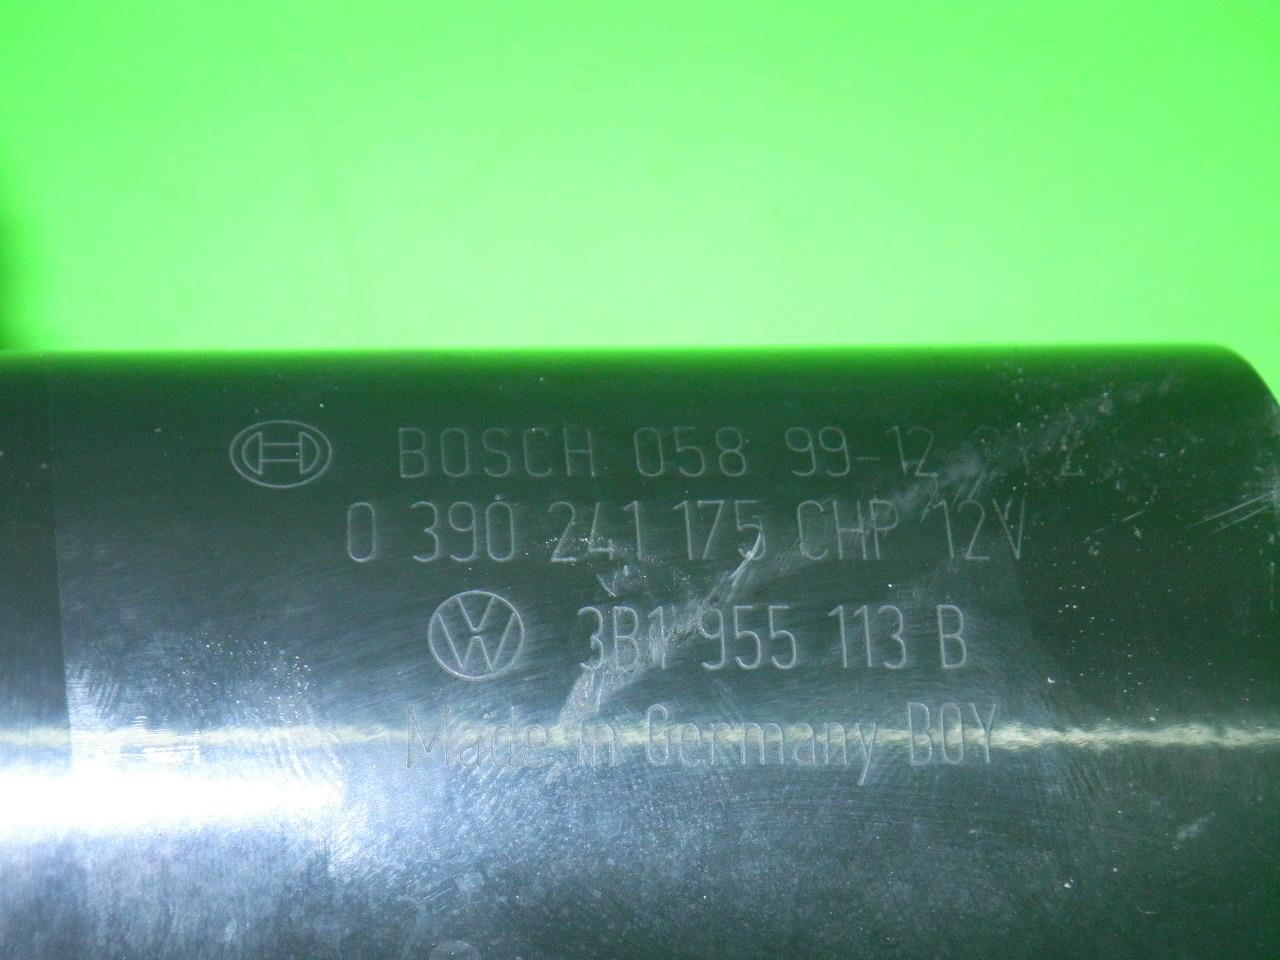 BOSCH 058 99-12
0 390 241 175 CHP 12V
3B1 955 113 B
Made in Germany BOY